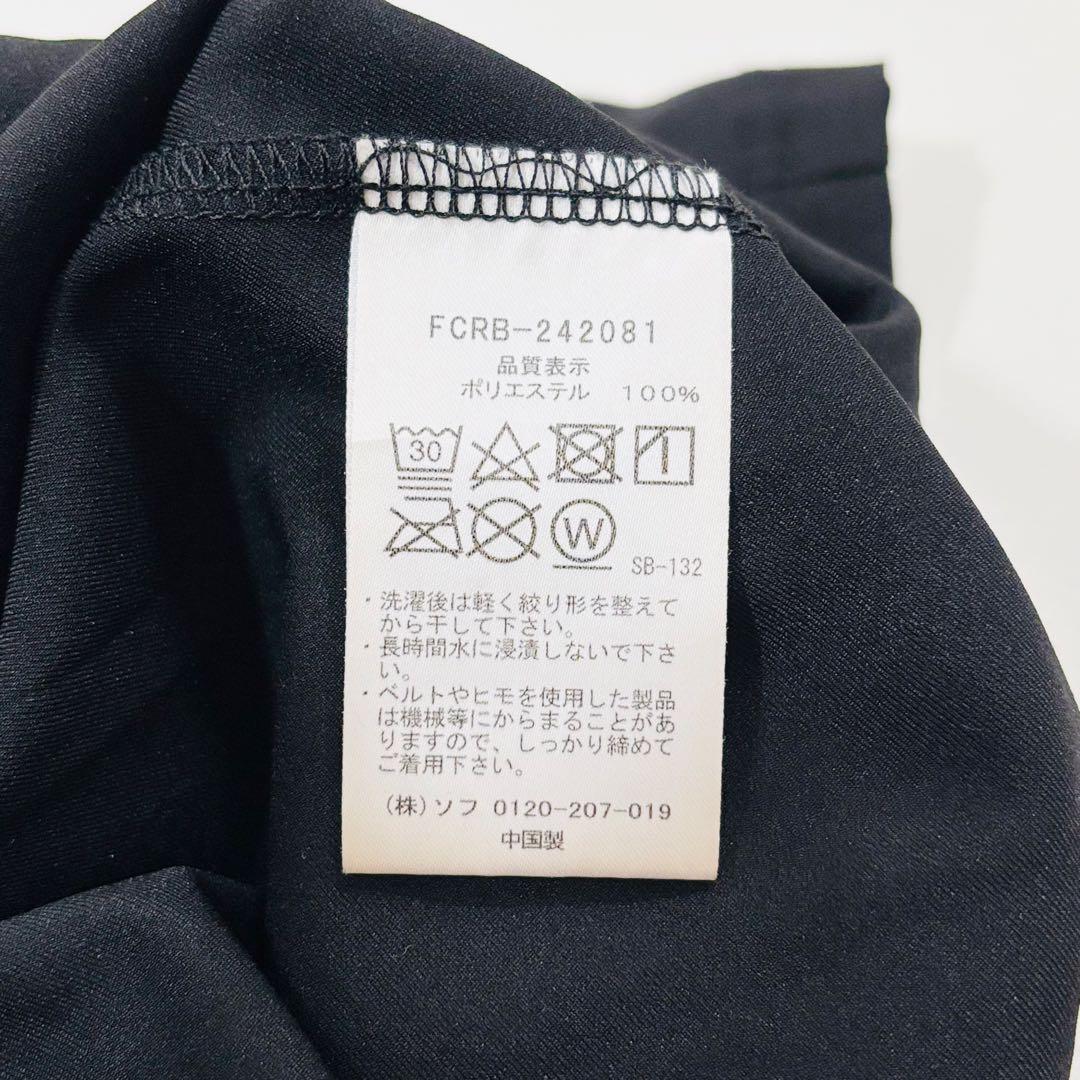 FCRB-242081
品質表示
ポリエステル 100%
30
W
SB-132
・洗濯後は軽く絞り形を整えて
から干して下さい。
・長時間水に浸漬しないで下さ
い。
・ベルトやヒモを使用した製品
は機械等にからまることがあ
りますので、しっかり締めて
ご着用下さい。
(株)ソフ 0120-207-019
中国製